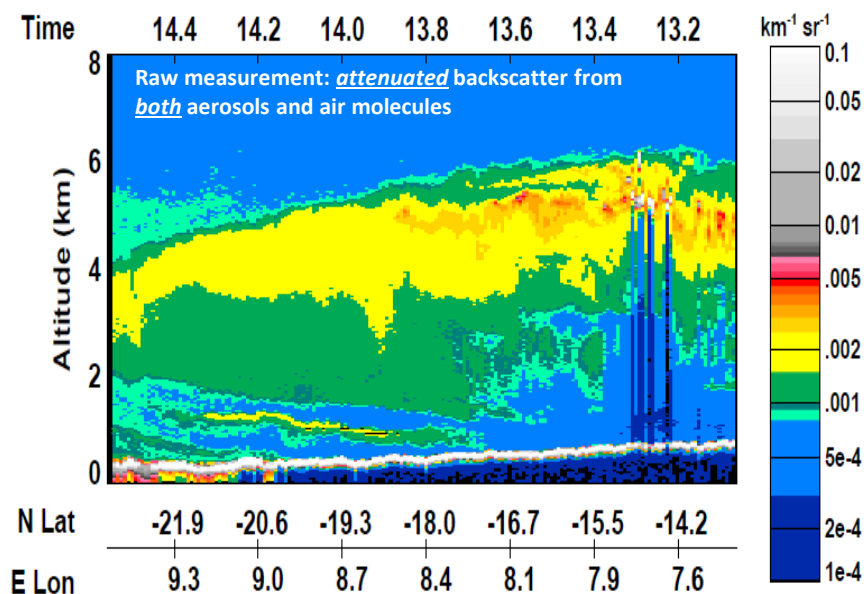 Time 14.4 14.2 14.0 13.8 13.6 13.4 13.2
km⁻¹ sr⁻¹
Raw measurement: attenuated backscatter from
both aerosols and air molecules
Altitude (km)
8
6
4
2
0
0.1
0.05
0.02
0.01
0.005
.002
.001
5e-4
2e-4
1e-4
N Lat -21.9 -20.6 -19.3 -18.0 -16.7 -15.5 -14.2
E Lon 9.3 9.0 8.7 8.4 8.1 7.9 7.6